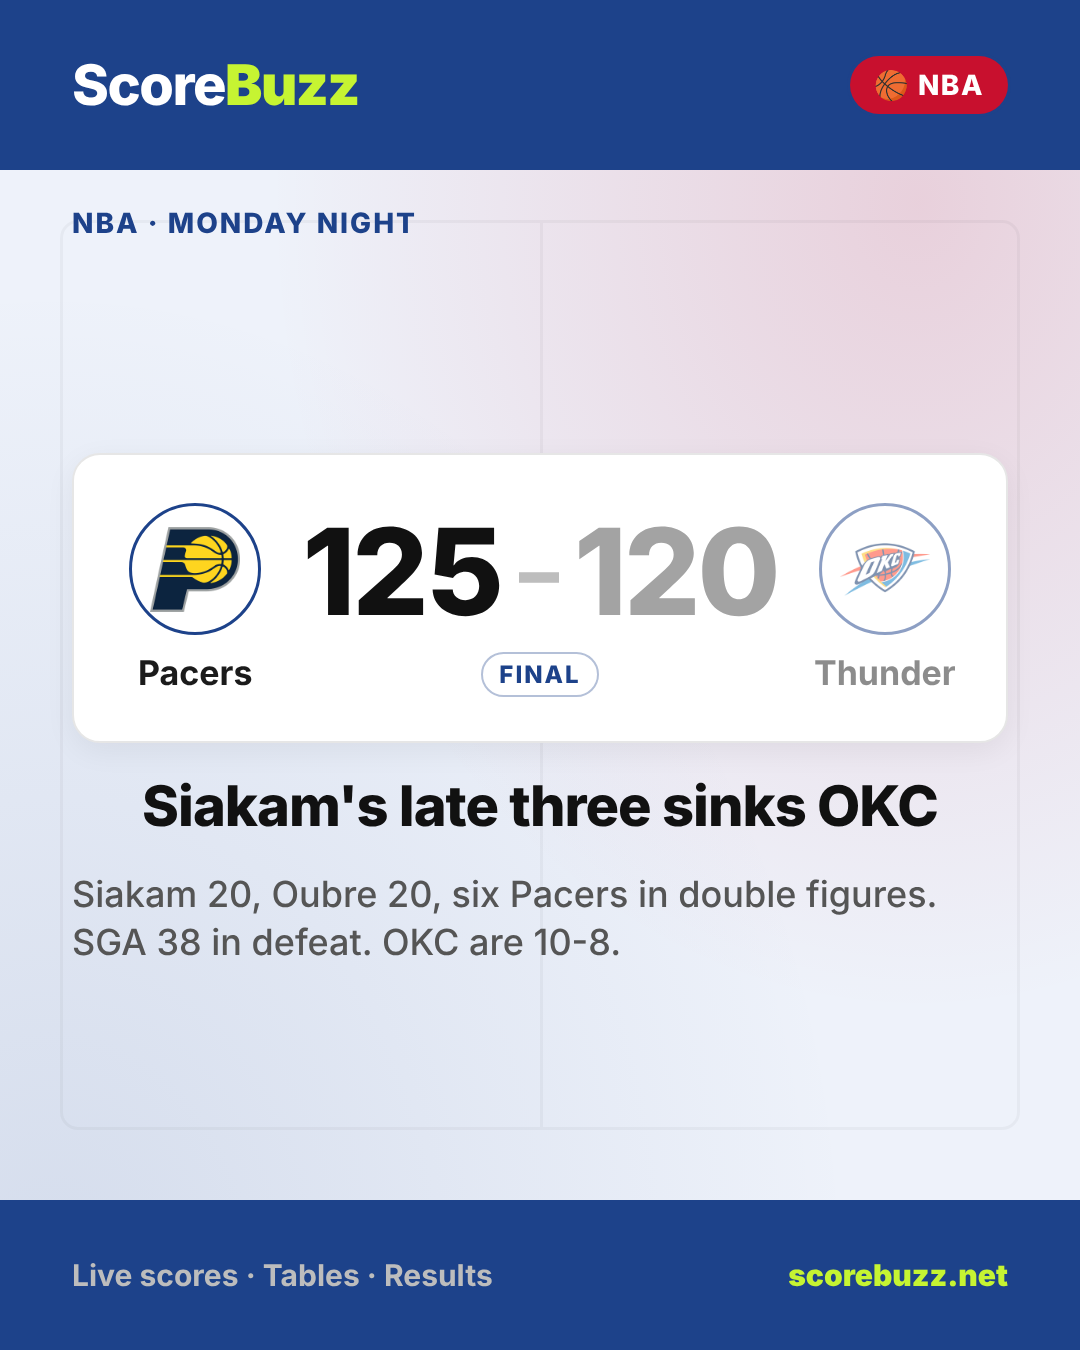 ScoreBuzz
🏀 NBA
NBA · MONDAY NIGHT
125 - 120
OKC
Pacers
FINAL
Thunder
Siakam's late three sinks OKC
Siakam 20, Oubre 20, six Pacers in double figures.
SGA 38 in defeat. OKC are 10-8.
Live scores · Tables · Results
scorebuzz.net